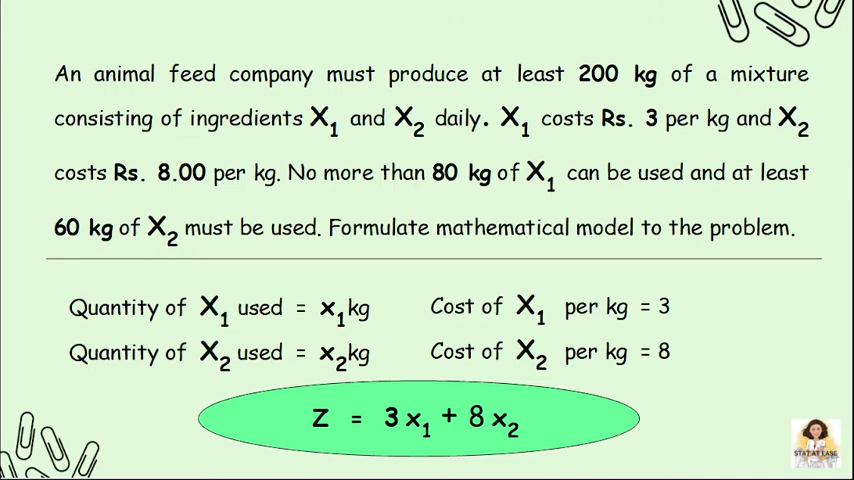 An animal feed company must produce at least 200 kg of a mixture
consisting of ingredients X₁ and X₂ daily. X₁ costs Rs. 3 per kg and X₂
costs Rs. 8.00 per kg. No more than 80 kg of X₁ can be used and at least
60 kg of X₂ must be used. Formulate mathematical model to the problem.
Quantity of X₁ used = x₁kg Cost of X₁ per kg = 3
Quantity of X₂ used = x₂kg Cost of X₂ per kg = 8
Z = 3x₁ + 8x₂
STAT AT EASE